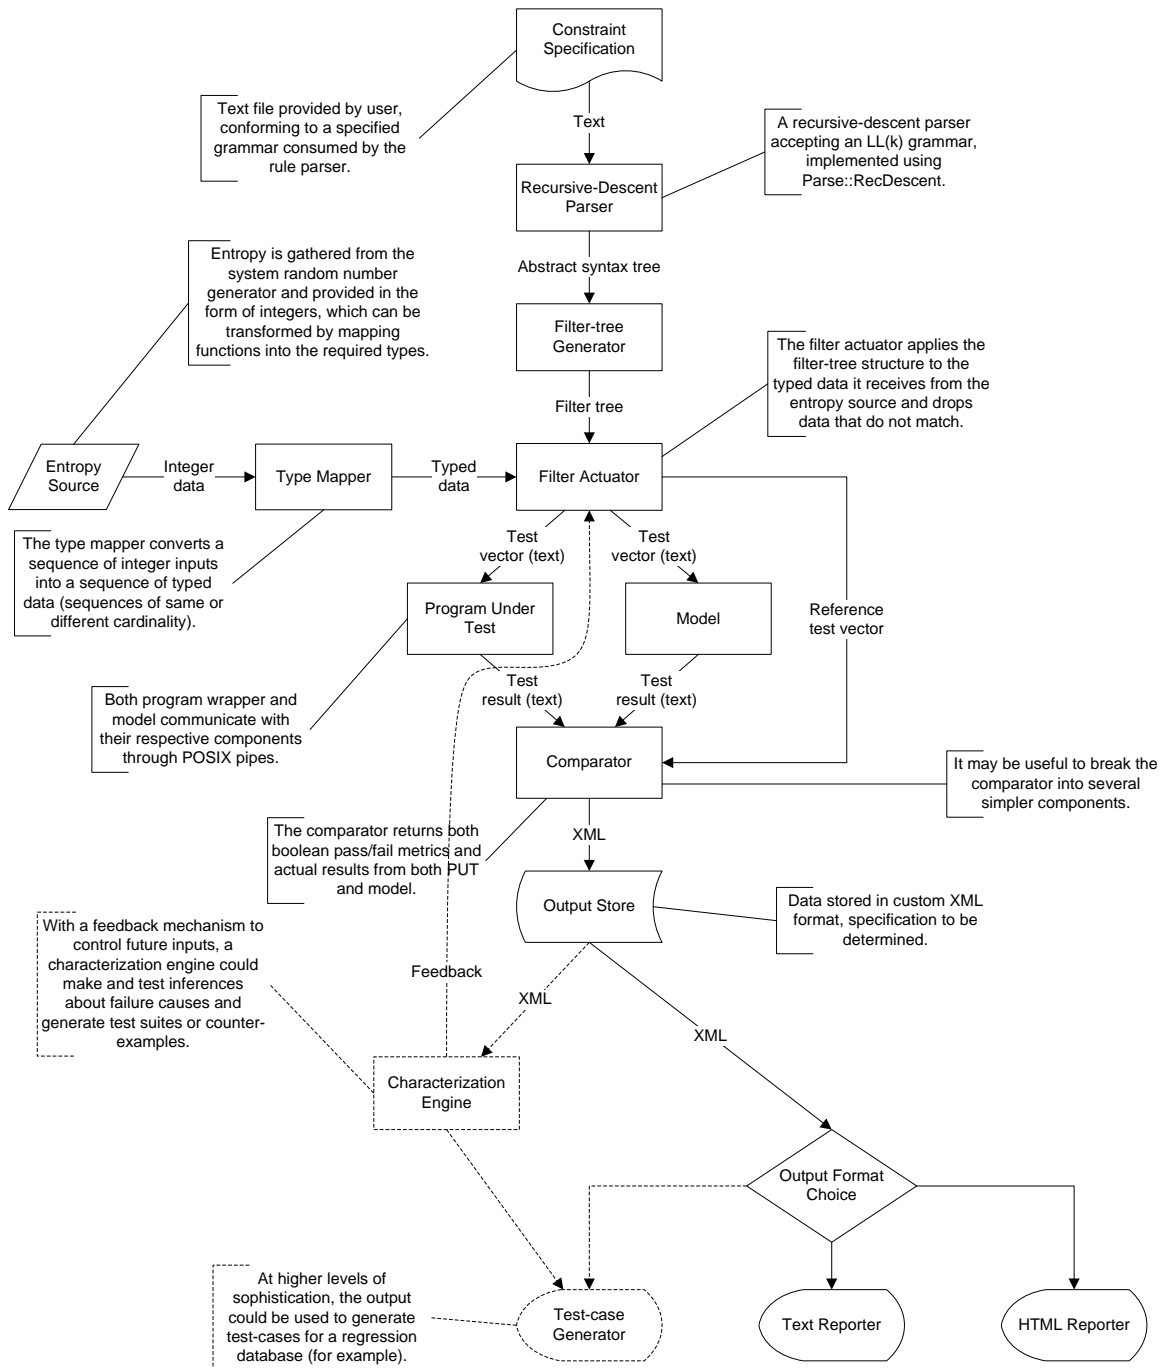 Constraint
Specification
Text file provided by user,
conforming to a specified
grammar consumed by the
rule parser.
Text
A recursive-descent parser
accepting an LL(k) grammar,
implemented using
Parse::RecDescent.
Recursive-Descent
Parser
Entropy is gathered from the
system random number
generator and provided in the
form of integers, which can be
transformed by mapping
functions into the required types.
Abstract syntax tree
Filter-tree
Generator
The filter actuator applies the
filter-tree structure to the
typed data it receives from the
entropy source and drops
data that do not match.
Filter tree
Entropy
Source
Integer
data
Type Mapper
Typed
data
Filter Actuator
The type mapper converts a
sequence of integer inputs
into a sequence of typed
data (sequences of same or
different cardinality).
Test
vector (text)
Test
vector (text)
Program Under
Test
Model
Reference
test vector
Both program wrapper and
model communicate with
their respective components
through POSIX pipes.
Test
result (text)
Test
result (text)
Comparator
It may be useful to break the
comparator into several
simpler components.
The comparator returns both
boolean pass/fail metrics and
actual results from both PUT
and model.
XML
Output Store
Data stored in custom XML
format, specification to be
determined.
With a feedback mechanism to
control future inputs, a
characterization engine could
make and test inferences
about failure causes and
generate test suites or counter-
examples.
Feedback
XML
XML
Characterization
Engine
Output Format
Choice
At higher levels of
sophistication, the output
could be used to generate
test-cases for a regression
database (for example).
Test-case
Generator
Text Reporter
HTML Reporter